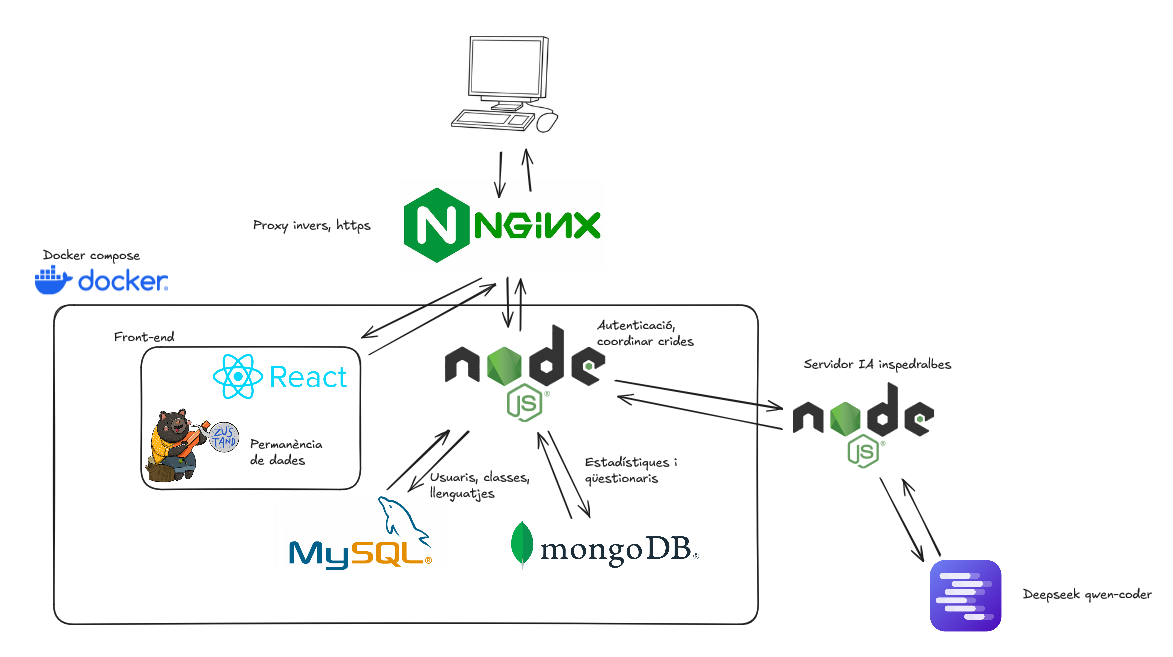 NGINX
Proxy invers, https
Docker compose
docker
Front-end
React
ZUS
TAND
Permanència
de dades
node
JS
Autenticació,
coordinar crides
Servidor IA inspedralbes
node
JS
Usuaris, classes,
llenguatjes
Estadístiques i
qüestionaris
MySQL
mongoDB
Deepseek qwen-coder